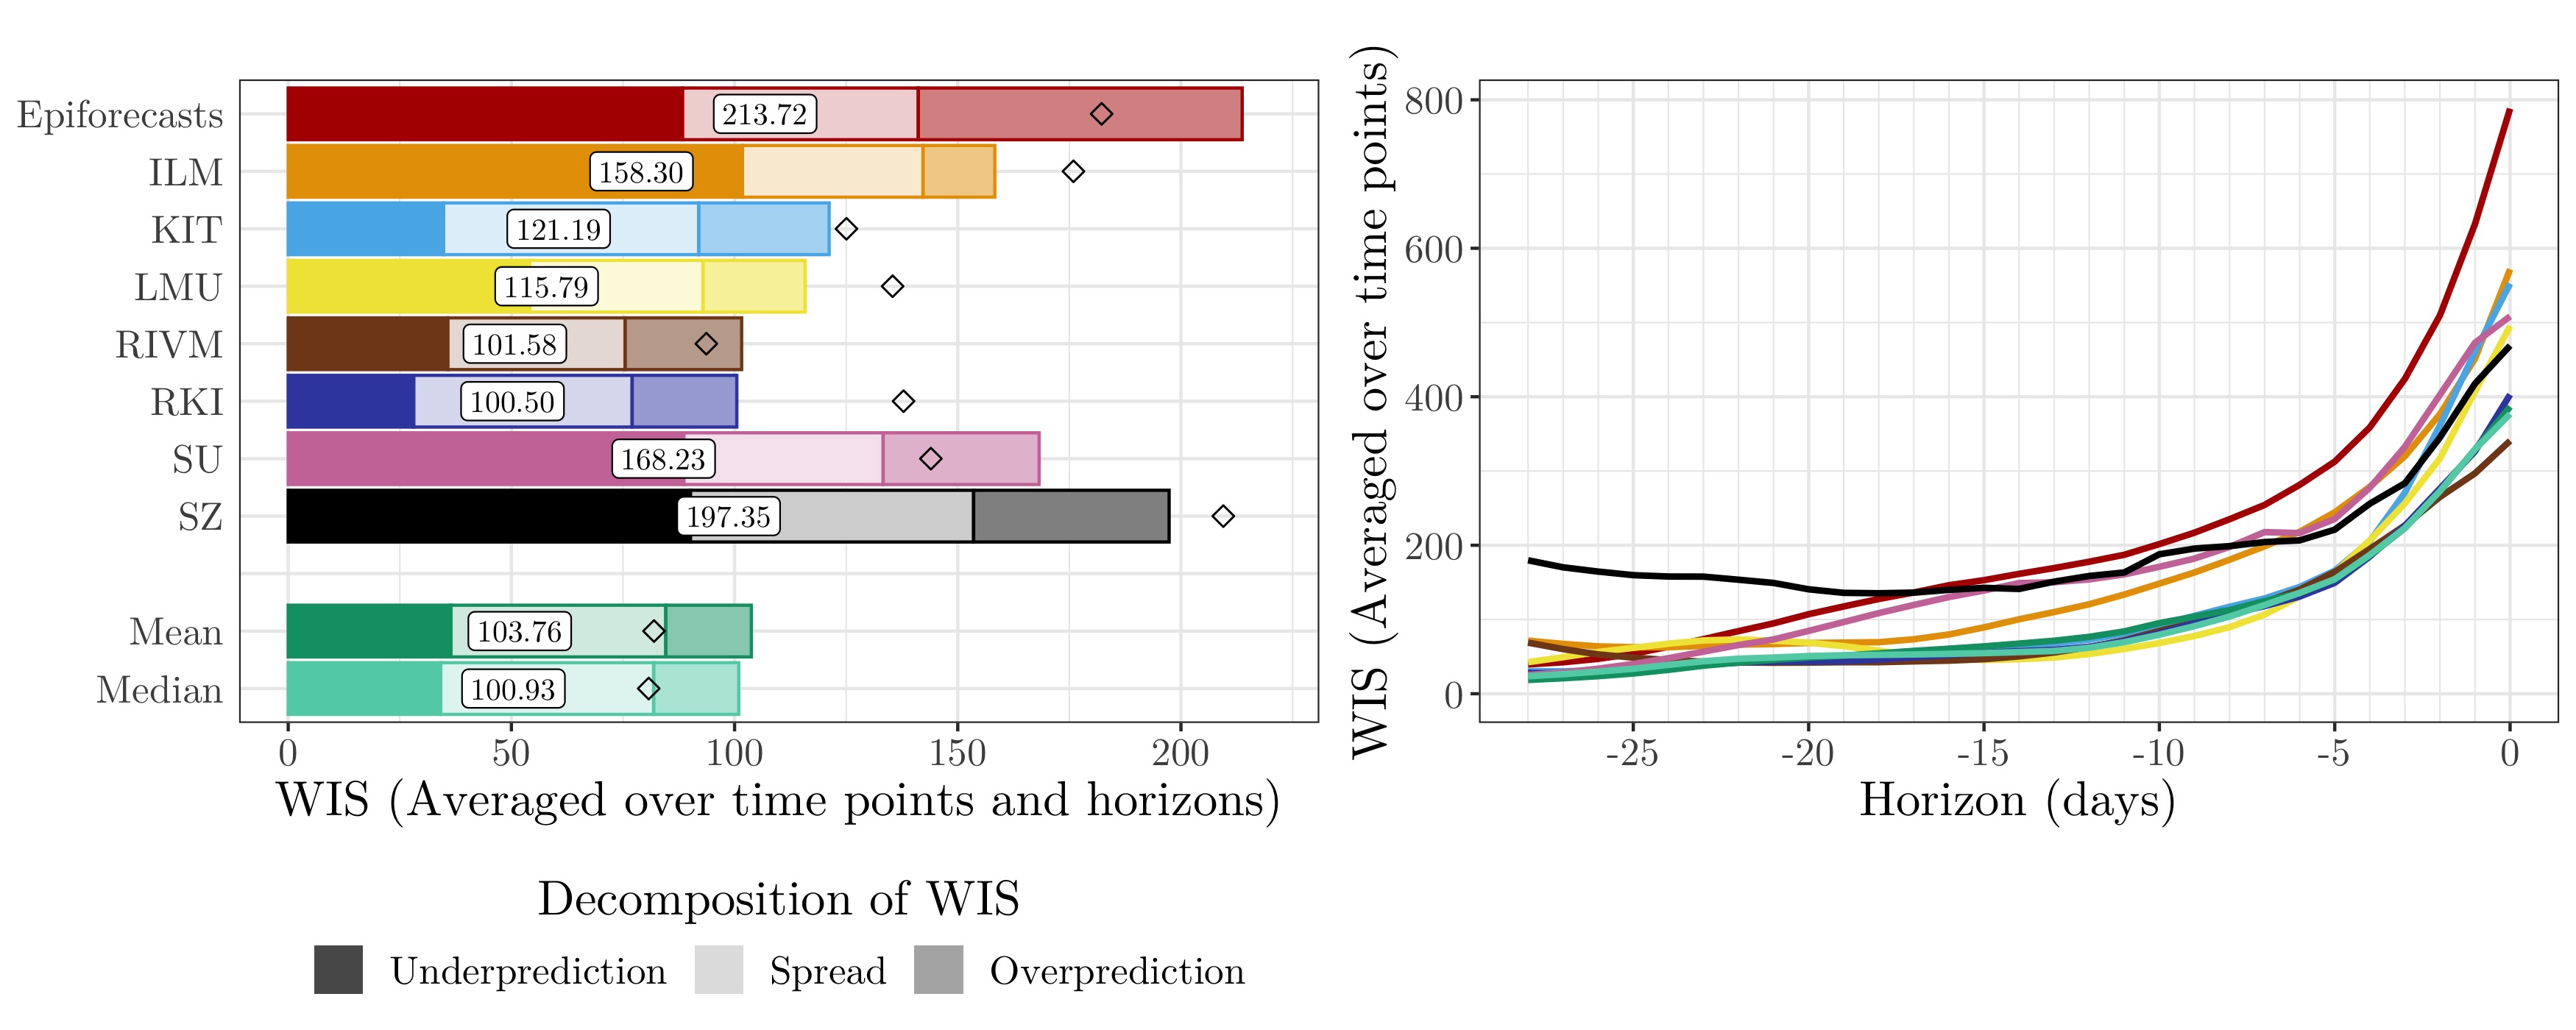 Epiforecasts
213.72
ILM
158.30
KIT
121.19
LMU
115.79
RIVM
101.58
RKI
100.50
SU
168.23
SZ
197.35
Mean
103.76
Median
100.93
0 50 100 150 200
WIS (Averaged over time points and horizons)
Decomposition of WIS
Underprediction Spread Overprediction
WIS (Averaged over time points)
800
600
400
200
0
-25 -20 -15 -10 -5 0
Horizon (days)